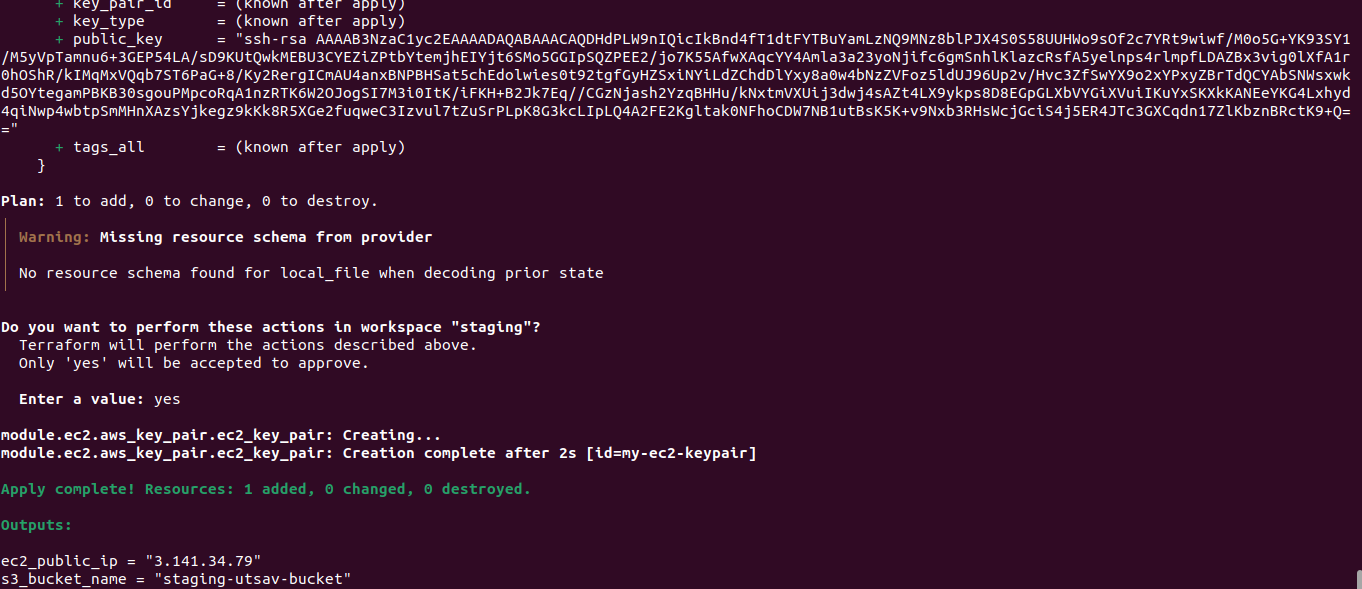 + key_pair_id     = (known after apply)
+ key_type        = (known after apply)
+ public_key      = "ssh-rsa AAAAB3NzaC1yc2EAAAADAQABAAACAQDHdPLW9nIQicIkBnd4fT1dtFYTBuYamLzNQ9MNz8blPJX4S0S58UUHWo9sOf2c7YRt9wiwf/M0o5G+YK93SY1
/M5yVpTamnu6+3GEP54LA/sD9KUtQwkMEBU3CYEZiZPtbYtemjhEIYjt6SMo5GGIpSQZPEE2/jo7K55AfwXAqcYY4Amla3a23yoNjifc6gmSnhlKlazcRsfA5yelnps4rlmpfLDAZBx3vig0lXfA1r
0hOShR/kIMqMxVQqb7ST6PaG+8/Ky2RergICmAU4anxBNPBHSat5chEdolwies0t92tgfGyHZSxiNYiLdZChdDlYxy8a0w4bNzZVFoz5ldUJ96Up2v/Hvc3ZfSwYX9o2xYPxyZBrTdQCYAbSNWsxwk
d5OYtegamPBKB30sgouPMpcoRqA1nzRTK6W2OJogSI7M3i0ItK/iFKH+B2Jk7Eq//CGzNjash2YzqBHHu/kNxtmVXUij3dwj4sAZt4LX9ykps8D8EGpGLXbVYGiXVuiIKuYxSKXkKANEeYKG4Lxhyd
4qiNwp4wbtpSmMHnXAzsYjkegz9kKk8R5XGe2fuqweC3Izvul7tZuSrPLpK8G3kcLIpLQ4A2FE2Kgltak0NFhoCDW7NB1utBsK5K+v9Nxb3RHsWcjGciS4j5ER4JTc3GXCqdn17ZlKbznBRctK9+Q=
="
+ tags_all        = (known after apply)
}
Plan: 1 to add, 0 to change, 0 to destroy.
Warning: Missing resource schema from provider
No resource schema found for local_file when decoding prior state
Do you want to perform these actions in workspace "staging"?
Terraform will perform the actions described above.
Only 'yes' will be accepted to approve.
Enter a value: yes
module.ec2.aws_key_pair.ec2_key_pair: Creating...
module.ec2.aws_key_pair.ec2_key_pair: Creation complete after 2s [id=my-ec2-keypair]
Apply complete! Resources: 1 added, 0 changed, 0 destroyed.
Outputs:
ec2_public_ip = "3.141.34.79"
s3_bucket_name = "staging-utsav-bucket"